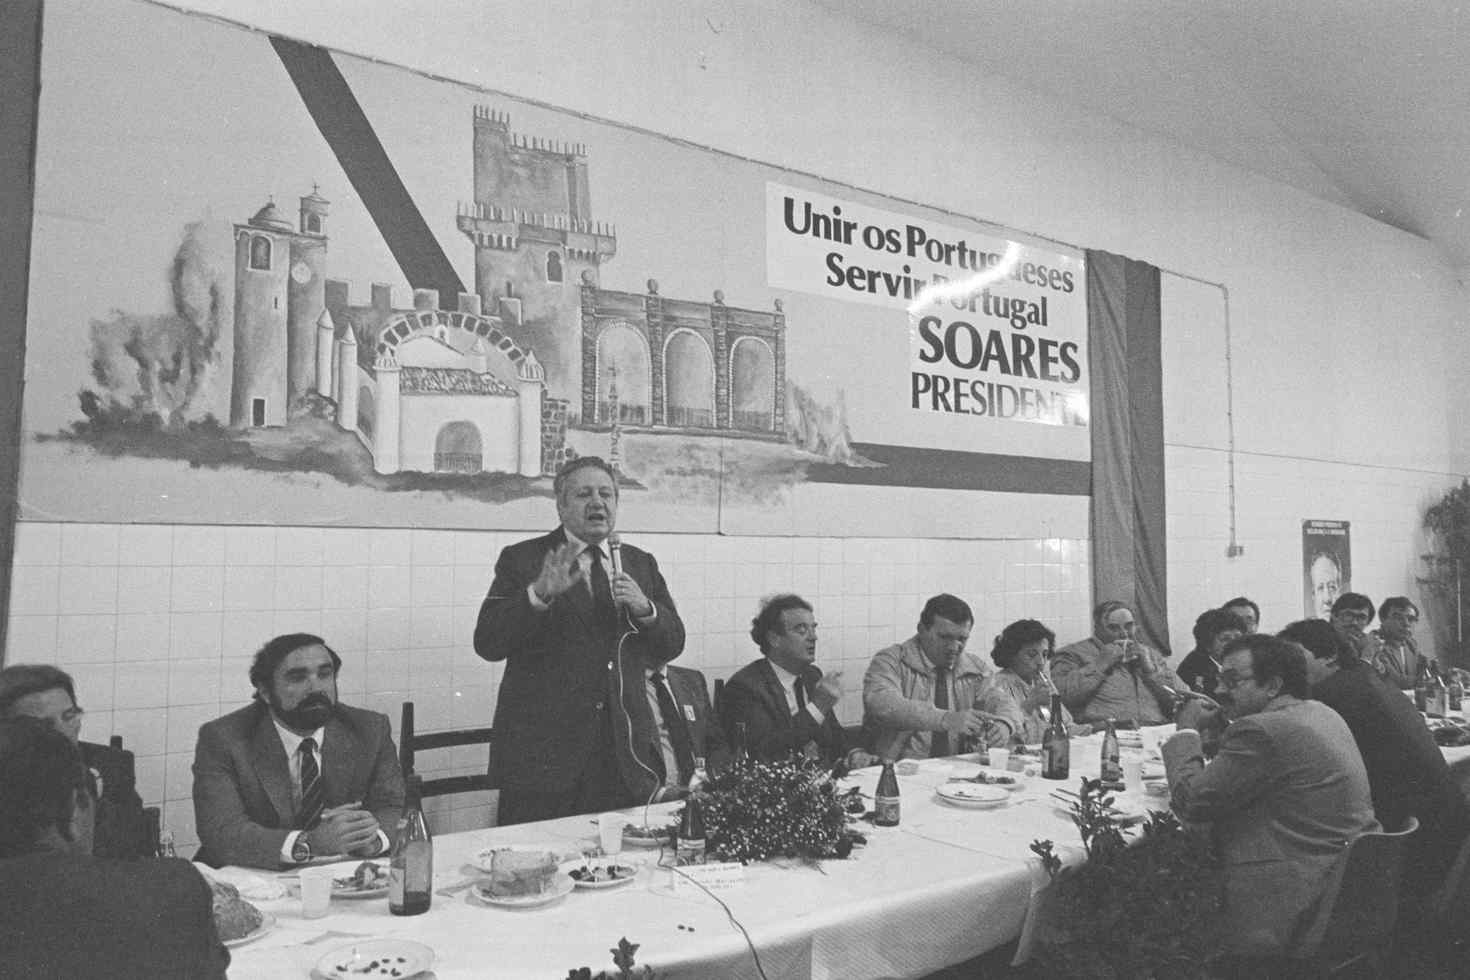 Unir os Portugueses
Servir Portugal
SOARES
PRESIDENTE